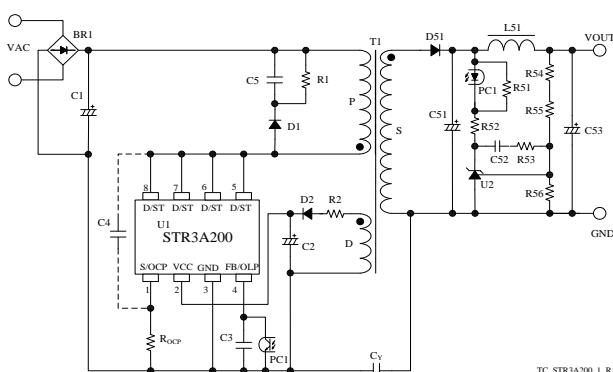 L51
BR1
T1
D51
VOUT
VAC
C5
R1
PC1
R51
R54
C1
P
S
R55
C51
R52
C53
D1
C52
R53
U2
R56
8
7
6
5
D2
R2
D/ST
D/ST
D/ST
D/ST
C4
U1
STR3A200
C2
D
GND
S/OCP
VCC
GND
FB/OLP
1
2
3
4
C3
ROCP
PC1
CY
TC_STR3A200_1_R